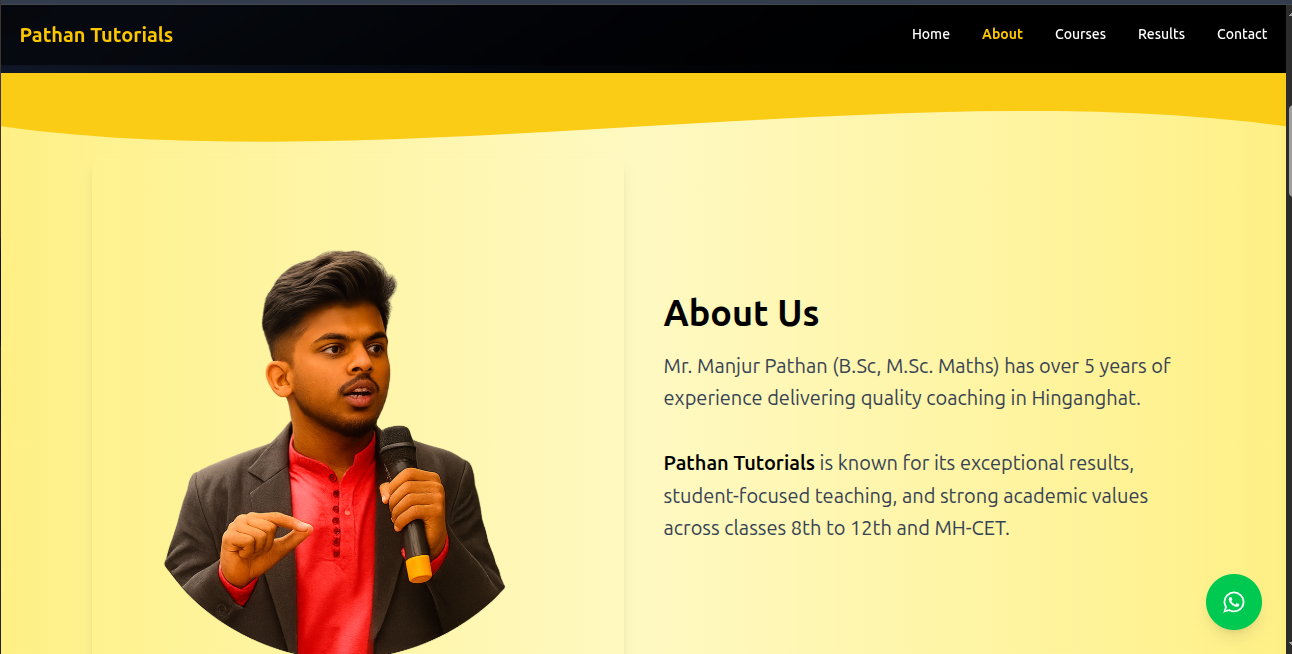 Pathan Tutorials
Home About Courses Results Contact
About Us
Mr. Manjur Pathan (B.Sc, M.Sc. Maths) has over 5 years of
experience delivering quality coaching in Hinganghat.
Pathan Tutorials is known for its exceptional results,
student-focused teaching, and strong academic values
across classes 8th to 12th and MH-CET.